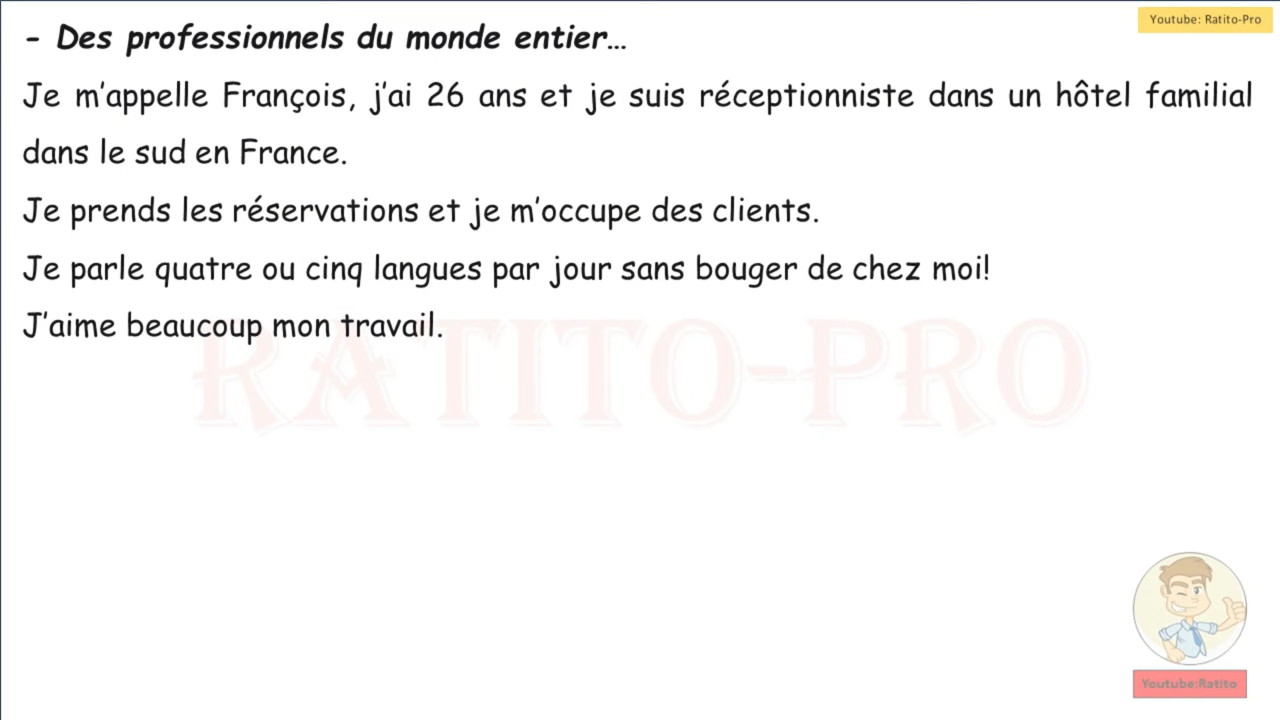 Youtube: Ratito-Pro
- Des professionnels du monde entier…
Je m'appelle François, j'ai 26 ans et je suis réceptionniste dans un hôtel familial
dans le sud en France.
Je prends les réservations et je m'occupe des clients.
Je parle quatre ou cinq langues par jour sans bouger de chez moi!
J'aime beaucoup mon travail.
RATITO-PRO
Youtube:Ratito